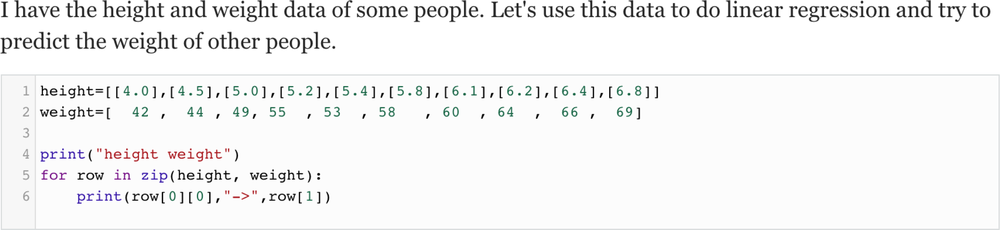 I have the height and weight data of some people. Let's use this data to do linear regression and try to
predict the weight of other people.
1 height=[[4.0],[4.5],[5.0],[5.2],[5.4],[5.8],[6.1],[6.2],[6.4],[6.8]]
2 weight=[  42 ,  44 , 49, 55  , 53  , 58   , 60  , 64  ,  66 ,  69]
3
4 print("height weight")
5 for row in zip(height, weight):
6     print(row[0][0],"->",row[1])